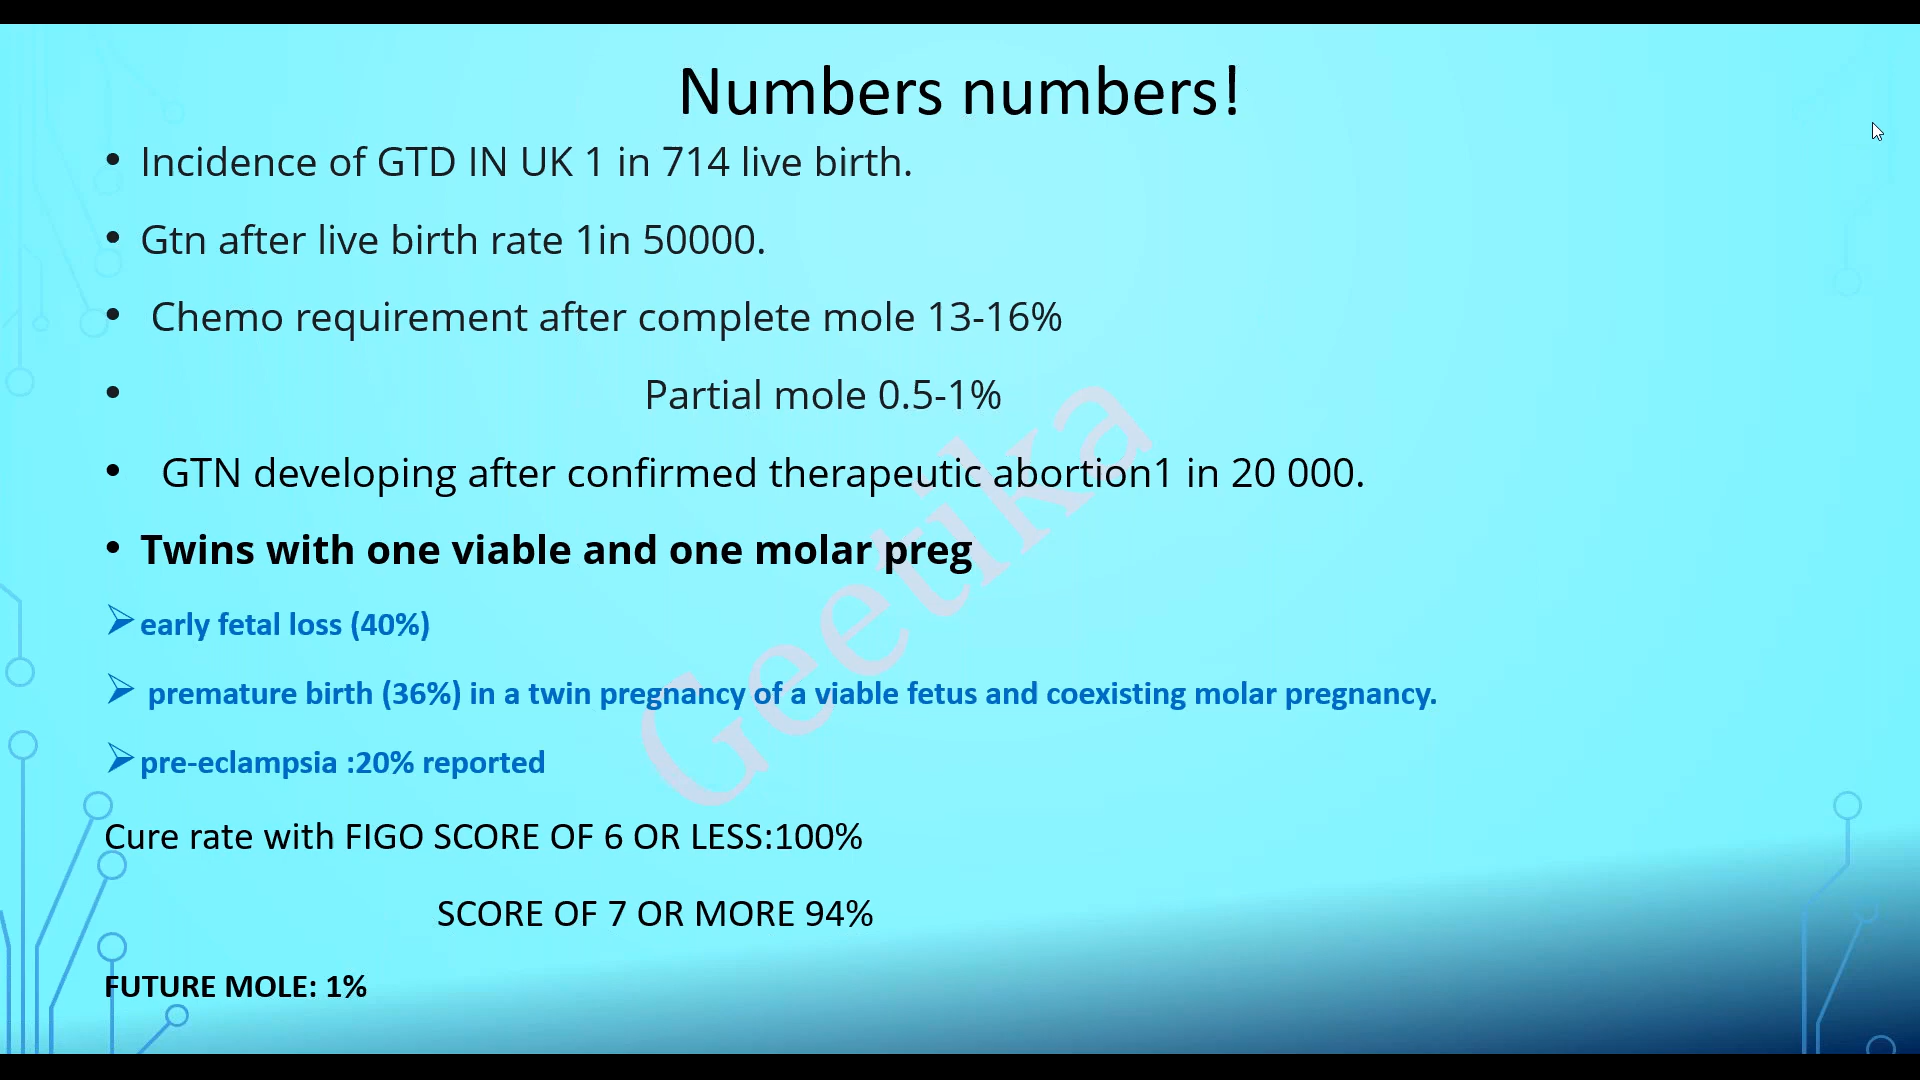 Numbers numbers!
• Incidence of GTD IN UK 1 in 714 live birth.
• Gtn after live birth rate 1in 50000.
• Chemo requirement after complete mole 13-16%
• Partial mole 0.5-1%
• GTN developing after confirmed therapeutic abortion1 in 20 000.
• Twins with one viable and one molar preg
➢ early fetal loss (40%)
➢ premature birth (36%) in a twin pregnancy of a viable fetus and coexisting molar pregnancy.
➢ pre-eclampsia :20% reported
Cure rate with FIGO SCORE OF 6 OR LESS:100%
SCORE OF 7 OR MORE 94%
FUTURE MOLE: 1%
Geetika